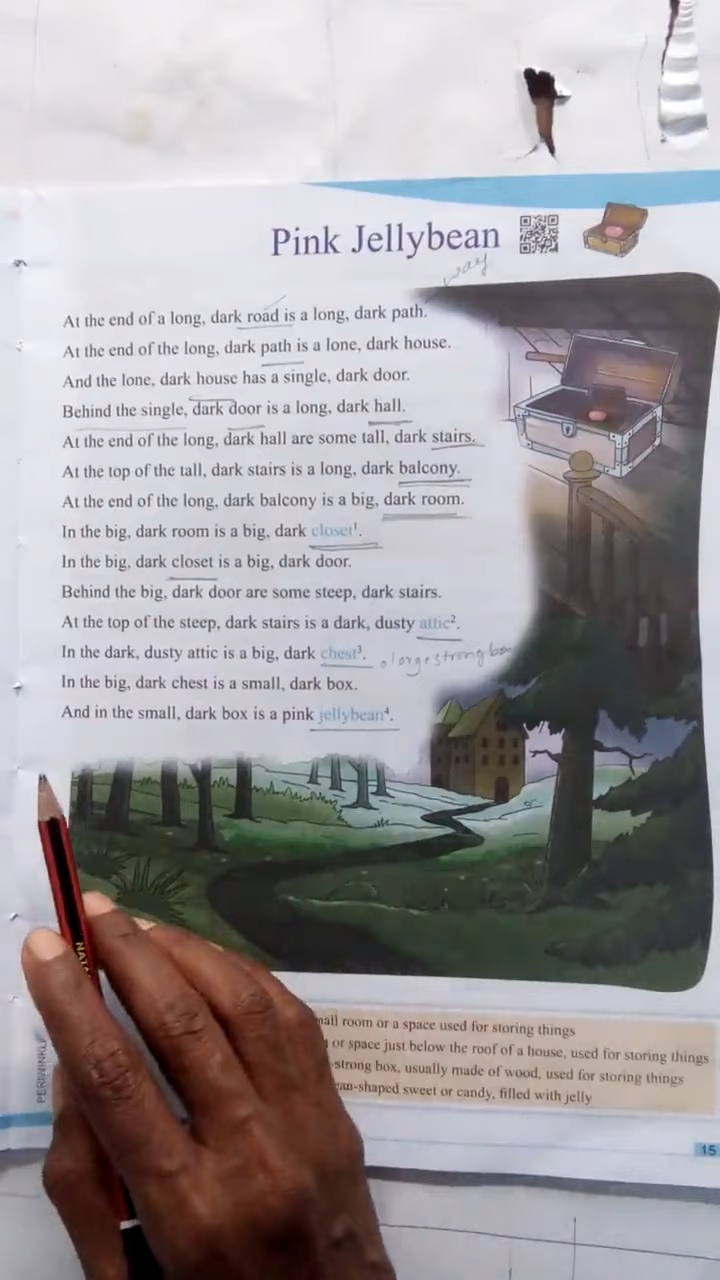 Pink Jellybean
way
At the end of a long, dark road is a long, dark path.
At the end of the long, dark path is a lone, dark house.
And the lone, dark house has a single, dark door.
Behind the single, dark door is a long, dark hall.
At the end of the long, dark hall are some tall, dark stairs.
At the top of the tall, dark stairs is a long, dark balcony.
At the end of the long, dark balcony is a big, dark room.
In the big, dark room is a big, dark closet¹.
In the big, dark closet is a big, dark door.
Behind the big, dark door are some steep, dark stairs.
At the top of the steep, dark stairs is a dark, dusty attic².
In the dark, dusty attic is a big, dark chest³. a large strong
In the big, dark chest is a small, dark box.
And in the small, dark box is a pink jellybean⁴.
room or a space used for storing things
or space just below the roof of a house, used for storing things
strong box, usually made of wood, used for storing things
-shaped sweet or candy, filled with jelly
PERIWINKLE
15